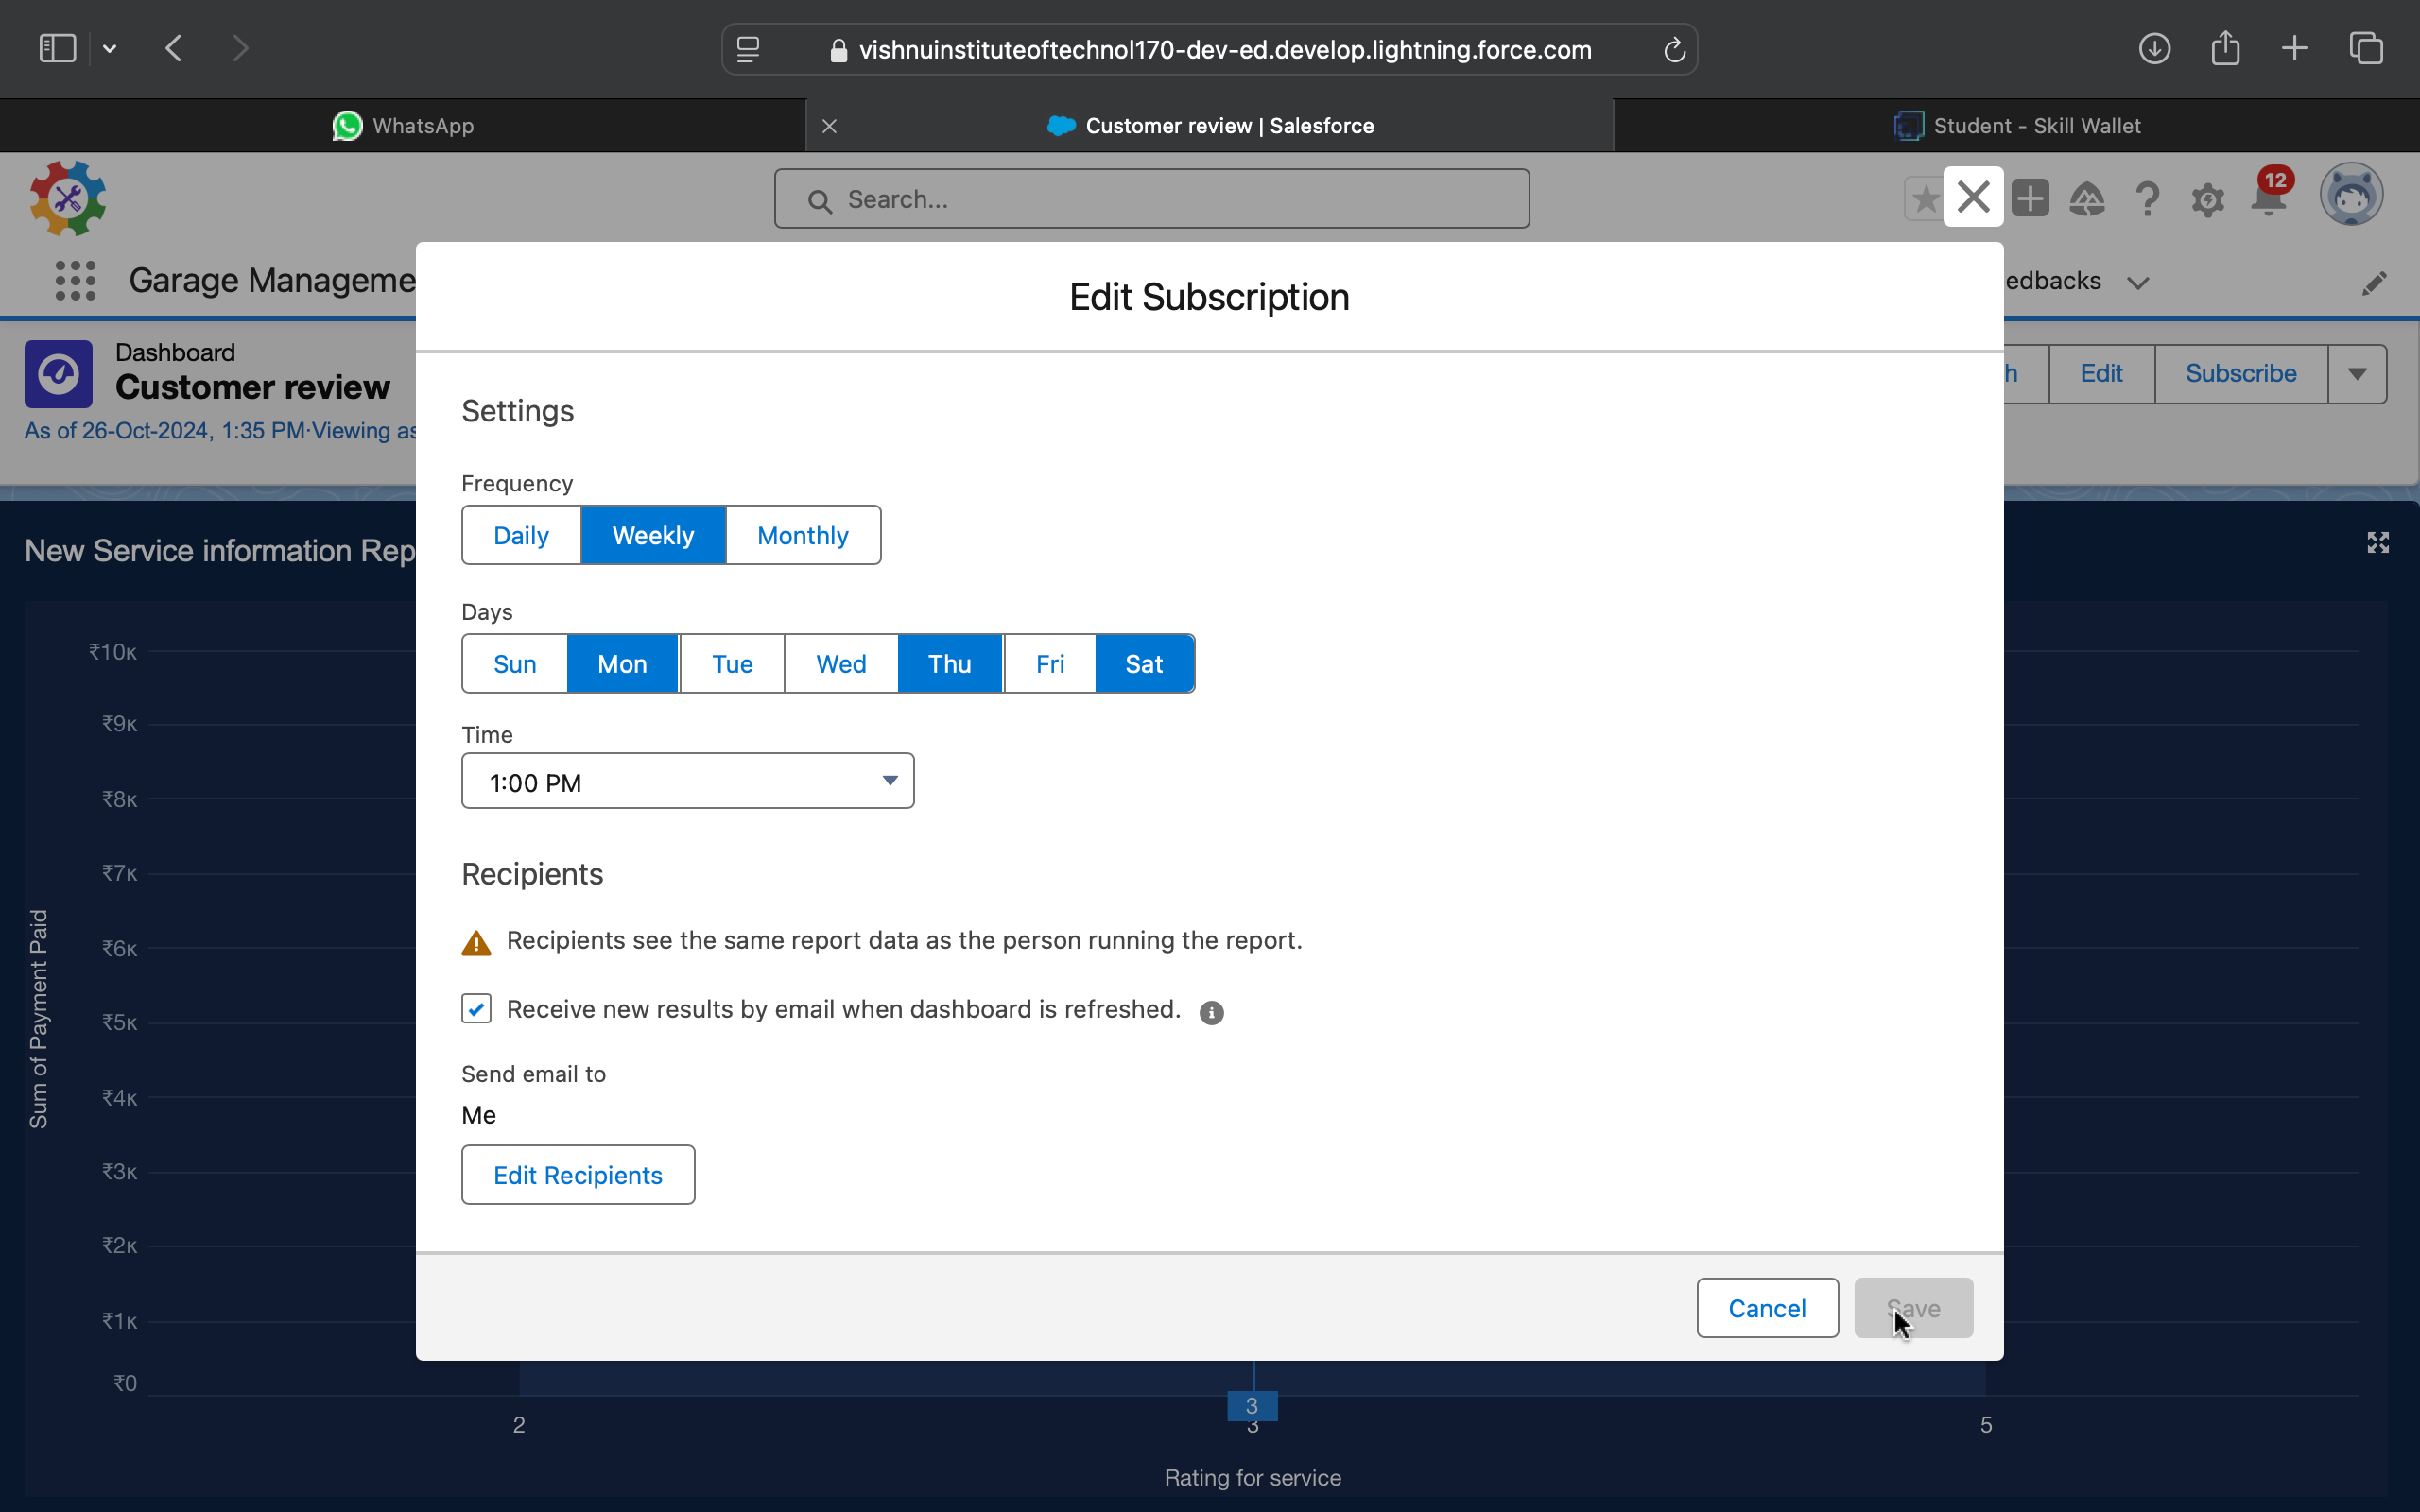 vishnuinstituteoftechnol170-dev-ed.develop.lightning.force.com
WhatsApp
Customer review | Salesforce
Student - Skill Wallet
Search...
12
Garage Manageme
edbacks
Edit Subscription
Dashboard
Customer review
As of 26-Oct-2024, 1:35 PM·Viewing as
h
Edit
Subscribe
Settings
Frequency
Daily
Weekly
Monthly
New Service information Rep
Days
Sun
Mon
Tue
Wed
Thu
Fri
Sat
Time
1:00 PM
Recipients
Recipients see the same report data as the person running the report.
Receive new results by email when dashboard is refreshed.
Send email to
Me
Edit Recipients
Cancel
Save
Sum of Payment Paid
₹10K
₹9K
₹8K
₹7K
₹6K
₹5K
₹4K
₹3K
₹2K
₹1K
₹0
3
2
3
5
Rating for service